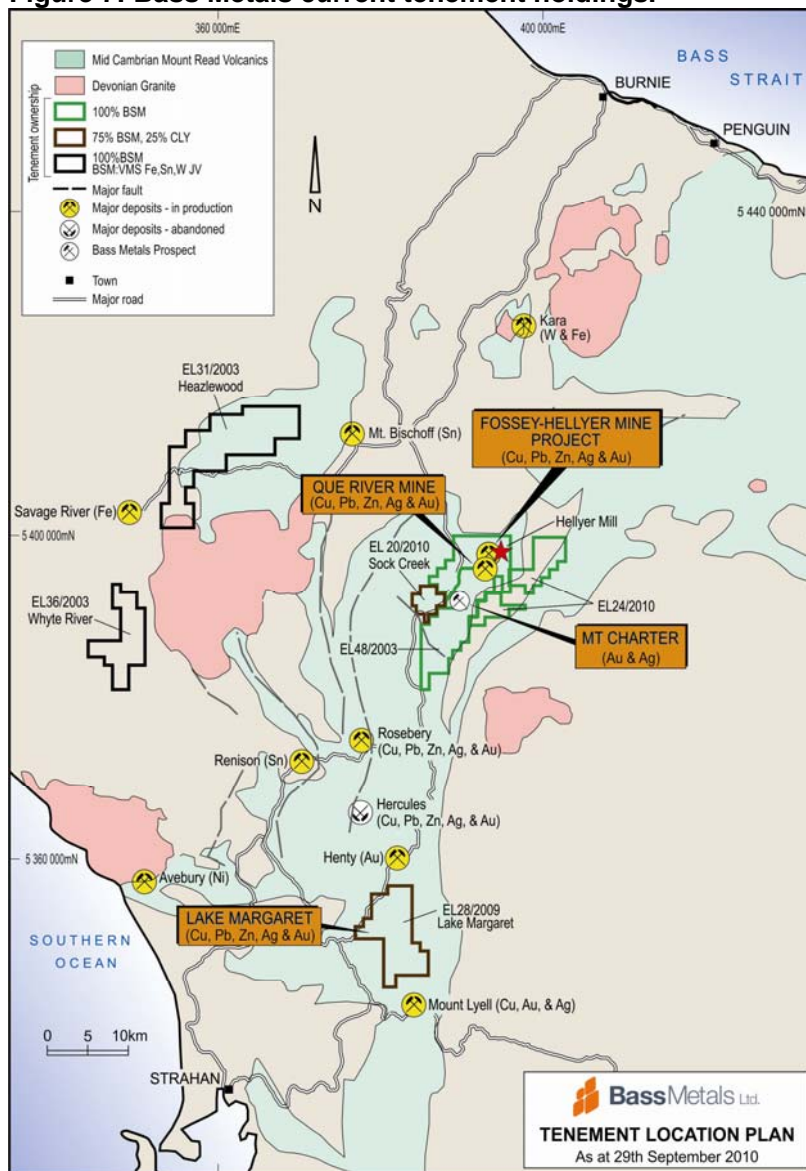 Figure 7: Bass Metals current tenement holdings.
360 000mE
400 000mE
Mid Cambrian Mount Read Volcanics
Devonian Granite
Tenement ownership
100% BSM
75% BSM, 25% CLY
100%BSM
BSM:VMS Fe,Sn,W JV
Major fault
Major deposits - in production
Major deposits - abandoned
Bass Metals Prospect
Town
Major road
N
BASS
STRAIT
BURNIE
PENGUIN
5 440 000mN
Kara
(W & Fe)
EL31/2003
Heazlewood
Mt. Bischoff (Sn)
FOSSEY-HELLYER MINE
PROJECT
(Cu, Pb, Zn, Ag & Au)
QUE RIVER MINE
(Cu, Pb, Zn, Ag & Au)
Savage River (Fe)
Hellyer Mill
5 400 000mN
EL 20/2010
Sock Creek
EL36/2003
Whyte River
EL24/2010
EL48/2003
MT CHARTER
(Au & Ag)
Rosebery
(Cu, Pb, Zn, Ag, & Au)
Renison (Sn)
Hercules
(Cu, Pb, Zn, Ag, & Au)
Henty (Au)
5 360 000mN
Avebury (Ni)
LAKE MARGARET
(Cu, Pb, Zn, Ag & Au)
EL28/2009
Lake Margaret
SOUTHERN
OCEAN
Mount Lyell (Cu, Au, & Ag)
0 5 10km
STRAHAN
BassMetals Ltd.
TENEMENT LOCATION PLAN
As at 29th September 2010